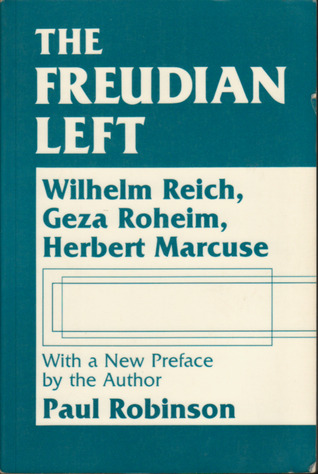 THE
FREUDIAN
LEFT
Wilhelm Reich,
Geza Roheim,
Herbert Marcuse
With a New Preface
by the Author
Paul Robinson